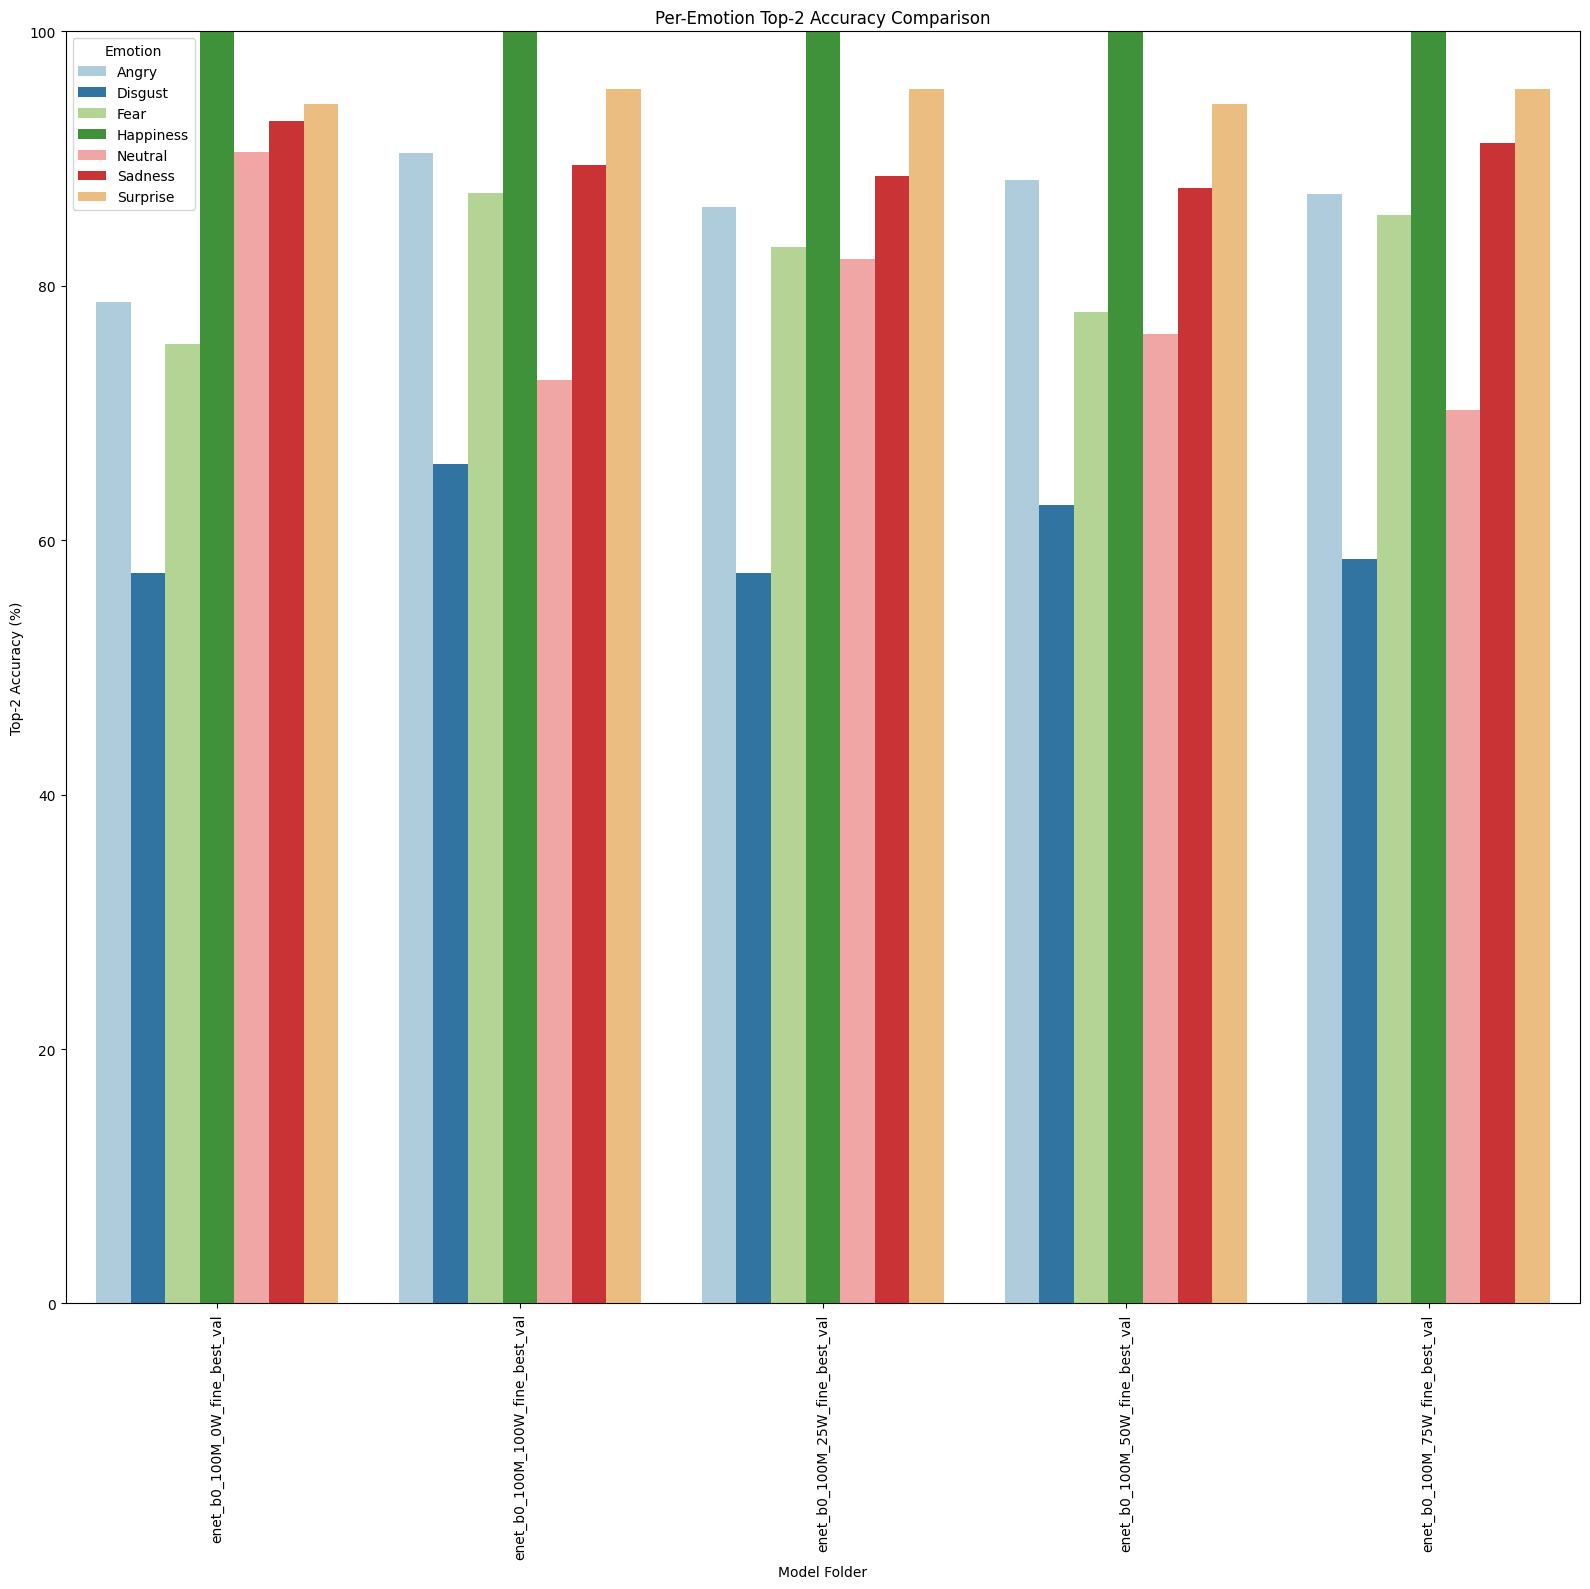 Per-Emotion Top-2 Accuracy Comparison
Emotion
Angry
Disgust
Fear
Happiness
Neutral
Sadness
Surprise
Top-2 Accuracy (%)
100
80
60
40
20
0
enet_b0_100M_0W_fine_best_val
enet_b0_100M_100W_fine_best_val
enet_b0_100M_25W_fine_best_val
enet_b0_100M_50W_fine_best_val
enet_b0_100M_75W_fine_best_val
Model Folder